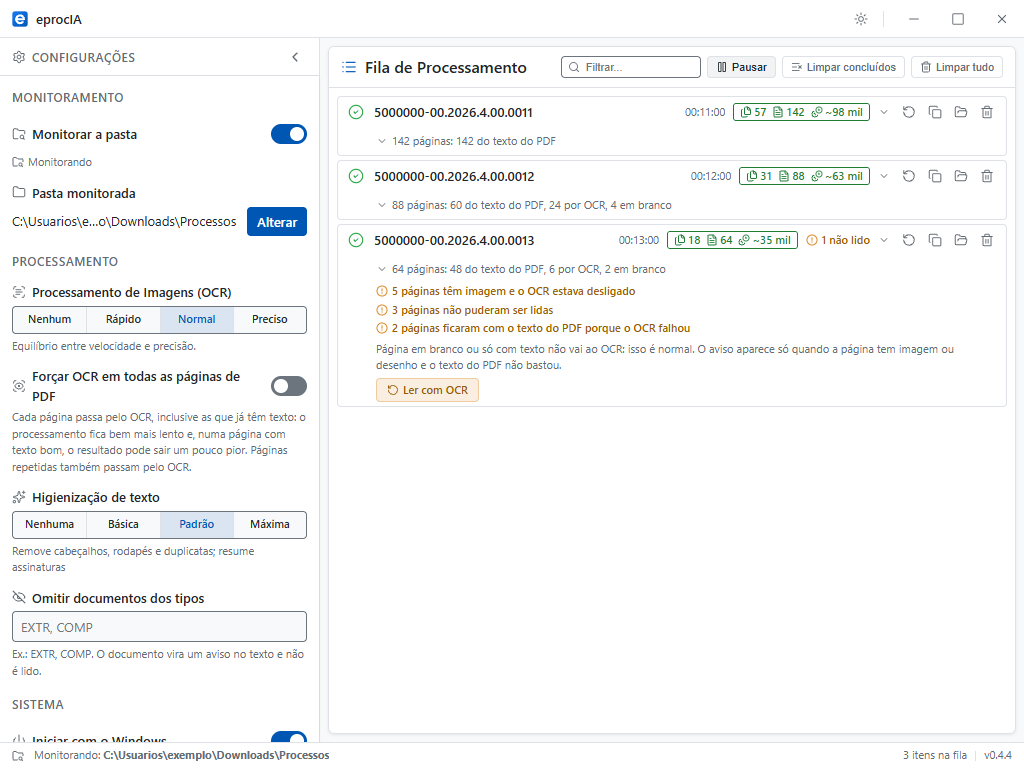 eprocIA
CONFIGURAÇÕES
MONITORAMENTO
Monitorar a pasta
Monitorando
Pasta monitorada
C:\Usuarios\e...o\Downloads\Processos
Alterar
PROCESSAMENTO
Processamento de Imagens (OCR)
Nenhum Rápido Normal Preciso
Equilíbrio entre velocidade e precisão.
Forçar OCR em todas as páginas de
PDF
Cada página passa pelo OCR, inclusive as que já têm texto: o
processamento fica bem mais lento e, numa página com
texto bom, o resultado pode sair um pouco pior. Páginas
repetidas também passam pelo OCR.
Higienização de texto
Nenhuma Básica Padrão Máxima
Remove cabeçalhos, rodapés e duplicatas; resume
assinaturas
Omitir documentos dos tipos
EXTR, COMP
Ex.: EXTR, COMP. O documento vira um aviso no texto e não
é lido.
SISTEMA
Iniciar com o Windows
Fila de Processamento
Filtrar...
Pausar
Limpar concluídos
Limpar tudo
5000000-00.2026.4.00.0011 00:11:00 57 142 ~98 mil
142 páginas: 142 do texto do PDF
5000000-00.2026.4.00.0012 00:12:00 31 88 ~63 mil
88 páginas: 60 do texto do PDF, 24 por OCR, 4 em branco
5000000-00.2026.4.00.0013 00:13:00 18 64 ~35 mil 1 não lido
64 páginas: 48 do texto do PDF, 6 por OCR, 2 em branco
5 páginas têm imagem e o OCR estava desligado
3 páginas não puderam ser lidas
2 páginas ficaram com o texto do PDF porque o OCR falhou
Página em branco ou só com texto não vai ao OCR: isso é normal. O aviso aparece só quando a página tem imagem ou
desenho e o texto do PDF não bastou.
Ler com OCR
Monitorando: C:\Usuarios\exemplo\Downloads\Processos
3 itens na fila v0.4.4